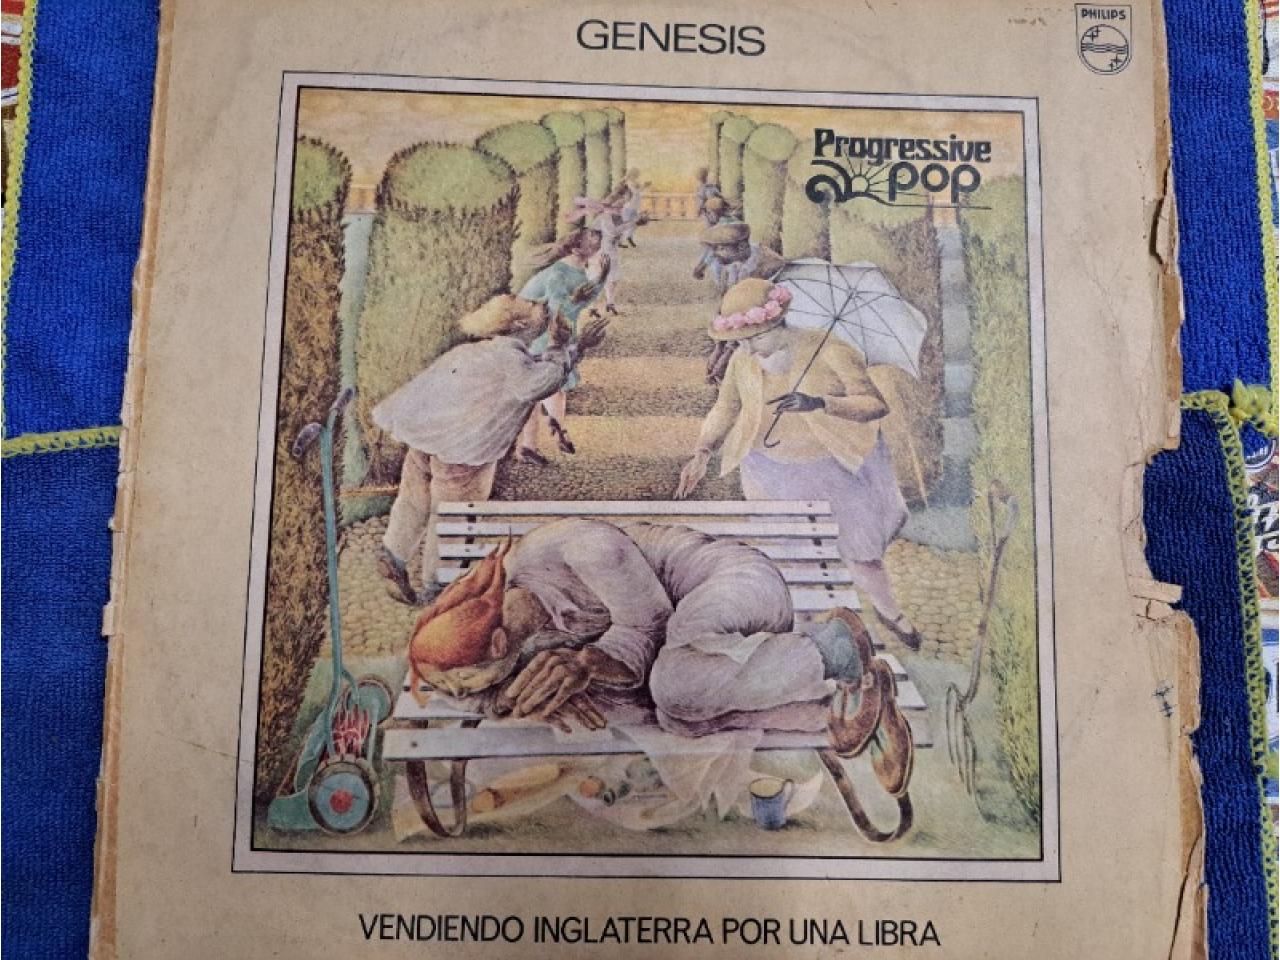 GENESIS
PHILIPS
Progressive
pop
VENDIENDO INGLATERRA POR UNA LIBRA